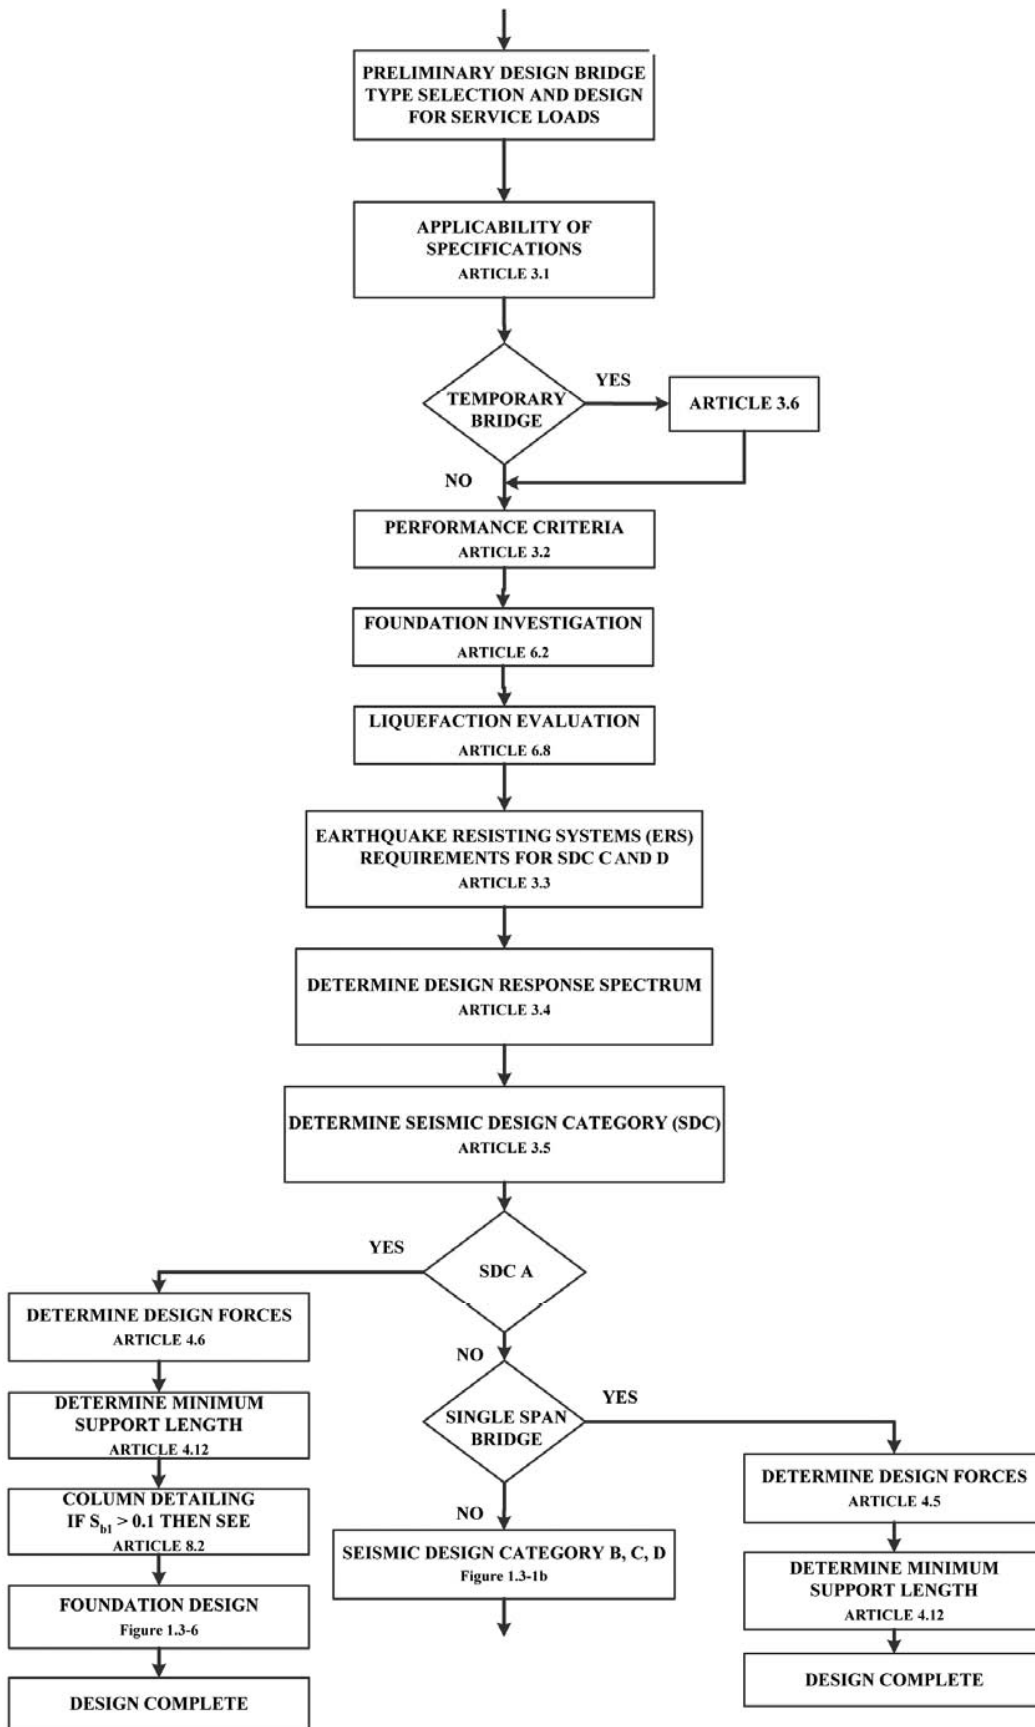 PRELIMINARY DESIGN BRIDGE
TYPE SELECTION AND DESIGN
FOR SERVICE LOADS
APPLICABILITY OF
SPECIFICATIONS
ARTICLE 3.1
YES
TEMPORARY
BRIDGE
ARTICLE 3.6
NO
PERFORMANCE CRITERIA
ARTICLE 3.2
FOUNDATION INVESTIGATION
ARTICLE 6.2
LIQUEFACTION EVALUATION
ARTICLE 6.8
EARTHQUAKE RESISTING SYSTEMS (ERS)
REQUIREMENTS FOR SDC C AND D
ARTICLE 3.3
DETERMINE DESIGN RESPONSE SPECTRUM
ARTICLE 3.4
DETERMINE SEISMIC DESIGN CATEGORY (SDC)
ARTICLE 3.5
YES
SDC A
DETERMINE DESIGN FORCES
ARTICLE 4.6
DETERMINE MINIMUM
SUPPORT LENGTH
ARTICLE 4.12
COLUMN DETAILING
IF Sb1 > 0.1 THEN SEE
ARTICLE 8.2
FOUNDATION DESIGN
Figure 1.3-6
DESIGN COMPLETE
NO
SINGLE SPAN
BRIDGE
YES
NO
SEISMIC DESIGN CATEGORY B, C, D
Figure 1.3-1b
DETERMINE DESIGN FORCES
ARTICLE 4.5
DETERMINE MINIMUM
SUPPORT LENGTH
ARTICLE 4.12
DESIGN COMPLETE